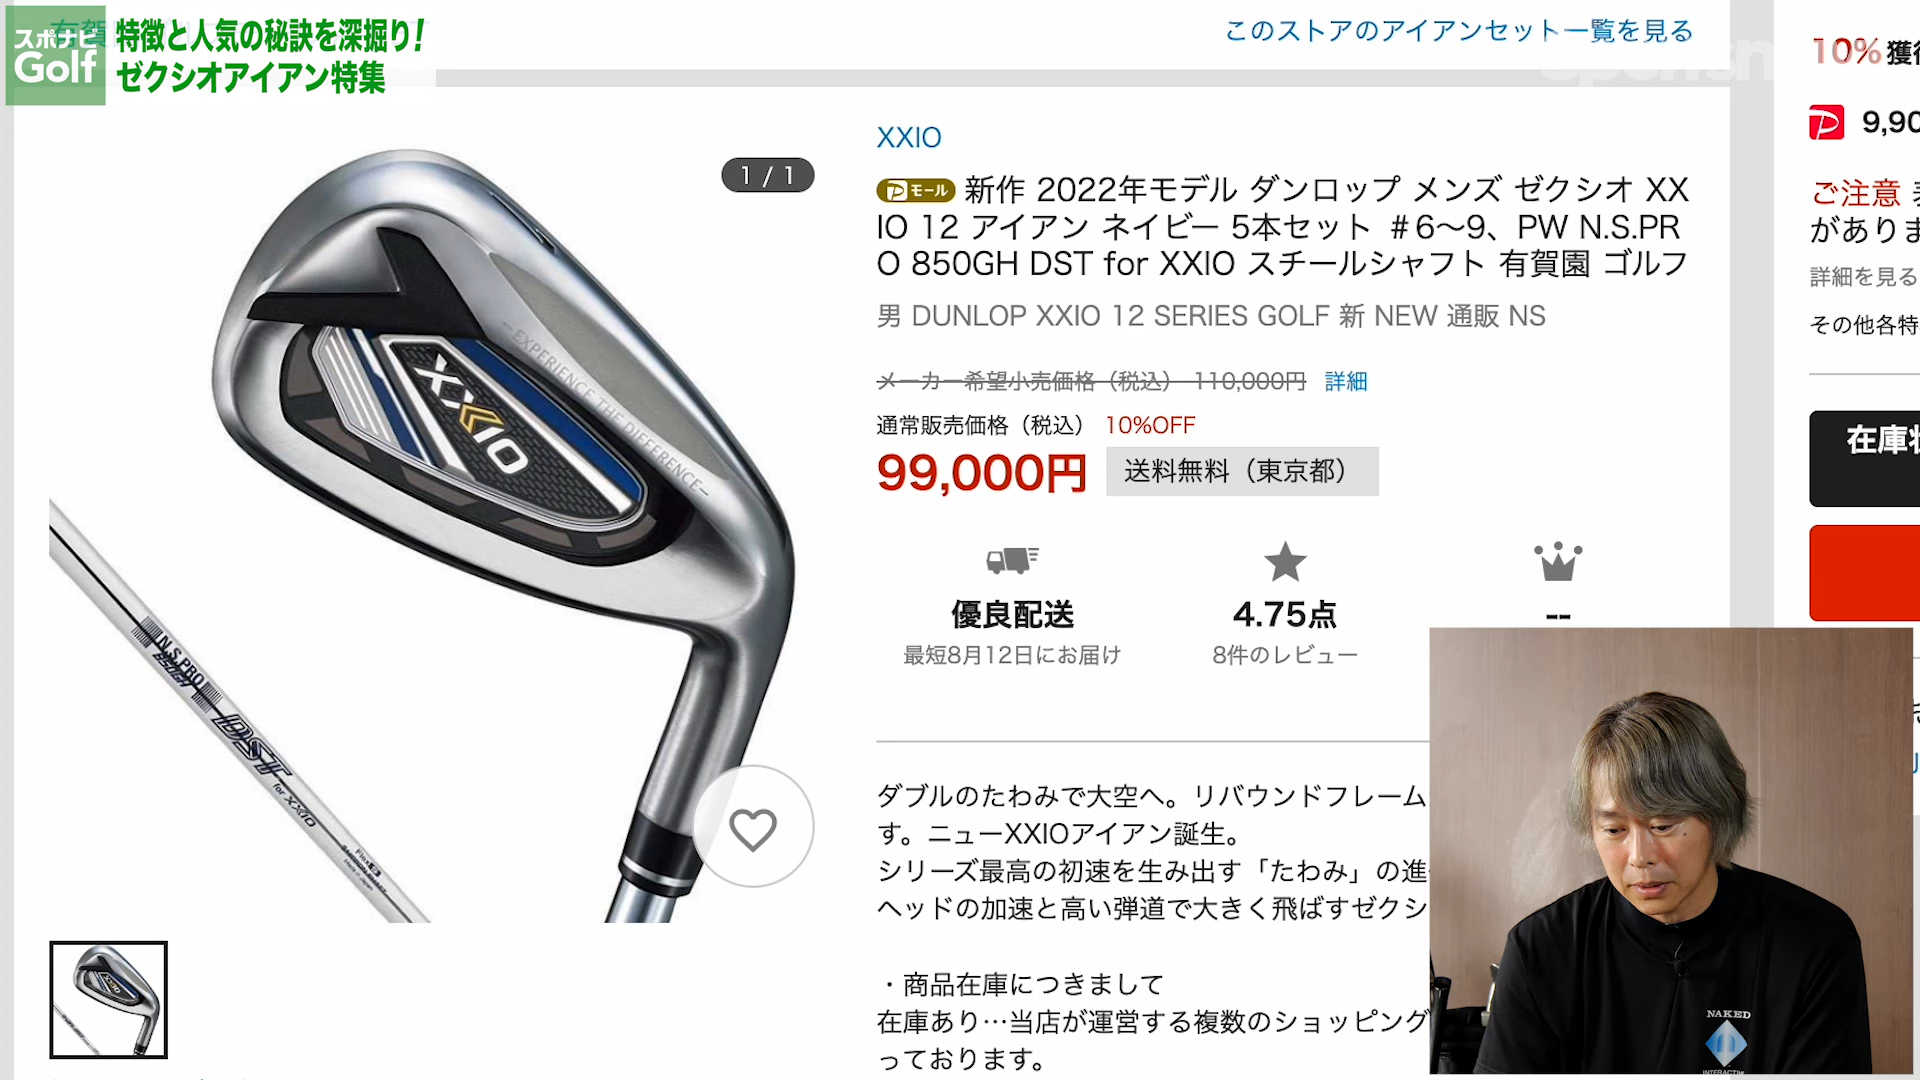 スポナビ
Golf
特徴と人気の秘訣を深掘り!
ゼクシオアイアン特集
このストアのアイアンセット一覧を見る
1 / 1
XXIO
-EXPERIENCE THE DIFFERENCE-
N.S.PRO
DST
for XXIO
XXIO
モール 新作 2022年モデル ダンロップ メンズ ゼクシオ XX
IO 12 アイアン ネイビー 5本セット ＃6〜9、PW N.S.PR
O 850GH DST for XXIO スチールシャフト 有賀園 ゴルフ
男 DUNLOP XXIO 12 SERIES GOLF 新 NEW 通販 NS
メーカー希望小売価格（税込） 110,000円 詳細
通常販売価格（税込） 10%OFF
99,000円 送料無料（東京都）
優良配送
最短8月12日にお届け
4.75点
8件のレビュー
--
ダブルのたわみで大空へ。リバウンドフレーム
す。ニューXXIOアイアン誕生。
シリーズ最高の初速を生み出す「たわみ」の進
ヘッドの加速と高い弾道で大きく飛ばすゼクシ
・商品在庫につきまして
在庫あり…当店が運営する複数のショッピング
っております。
10% 獲得
9,90
ご注意
があります
詳細を見る
その他各特
在庫状
NAKED